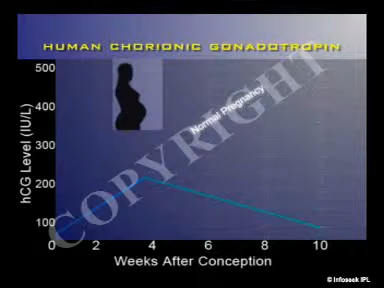 HUMAN CHORIONIC GONADOTROPIN
500
400
300
200
100
hCG Level (IU/L)
Normal Pregnancy
COPYRIGHT
0 2 4 6 8 10
Weeks After Conception
© Infoseek IPL